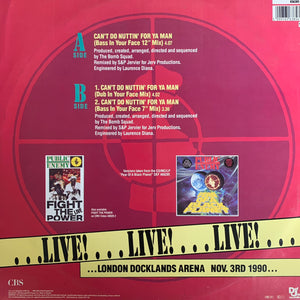 A
SIDE
CAN'T DO NUTTIN' FOR YA MAN
(Bass In Your Face 12" Mix) 4.07
Produced, created, arranged, directed and sequenced
by The Bomb Squad.
Remixed by S&P Jervier for Jerv Productions.
Engineered by Laurence Diana.
B
SIDE
1. CAN'T DO NUTTIN' FOR YA MAN
(Dub In Your Face Mix) 4.02
2. CAN'T DO NUTTIN' FOR YA MAN
(Bass In Your Face 7" Mix) 3.36
Produced, created, arranged, directed and sequenced
by The Bomb Squad.
Remixed by S&P Jervier for Jerv Productions.
Engineered by Laurence Diana.
PUBLIC
ENEMY
FIGHT
THE
POWER
LIVE
...LIVE!....LIVE!....LIVE!....
...LONDON DOCKLANDS ARENA NOV. 3RD 1990...
CBS